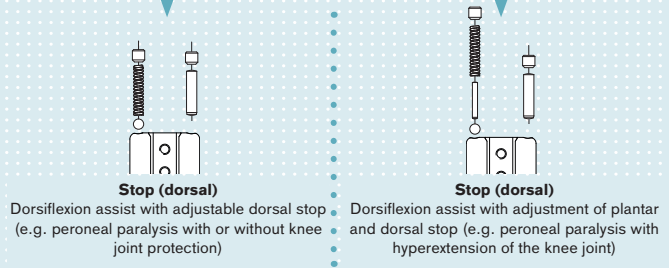 Stop (dorsal)
Dorsiflexion assist with adjustable dorsal stop
(e.g. peroneal paralysis with or without knee
joint protection)
Stop (dorsal)
Dorsiflexion assist with adjustment of plantar
and dorsal stop (e.g. peroneal paralysis with
hyperextension of the knee joint)